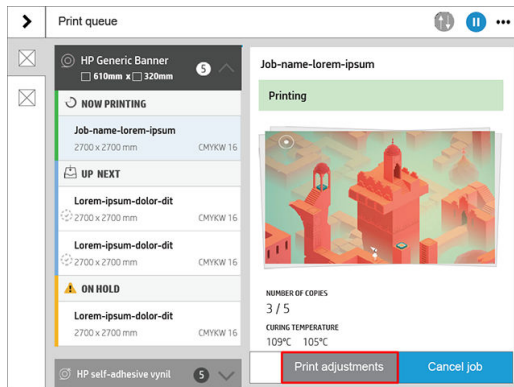 Print queue
HP Generic Banner
610mm x 320mm
5
NOW PRINTING
Job-name-lorem-ipsum
2700 x 2700 mm CMYKW 16
UP NEXT
Lorem-ipsum-dolor-dit
2700 x 2700 mm CMYKW 16
Lorem-ipsum-dolor-dit
2700 x 2700 mm CMYKW 16
ON HOLD
Lorem-ipsum-dolor-dit
2700 x 2700 mm CMYKW 16
HP self-adhesive vynil 5
Job-name-lorem-ipsum
Printing
NUMBER OF COPIES
3 / 5
CURING TEMPERATURE
109ºC 105ºC
Print adjustments Cancel job